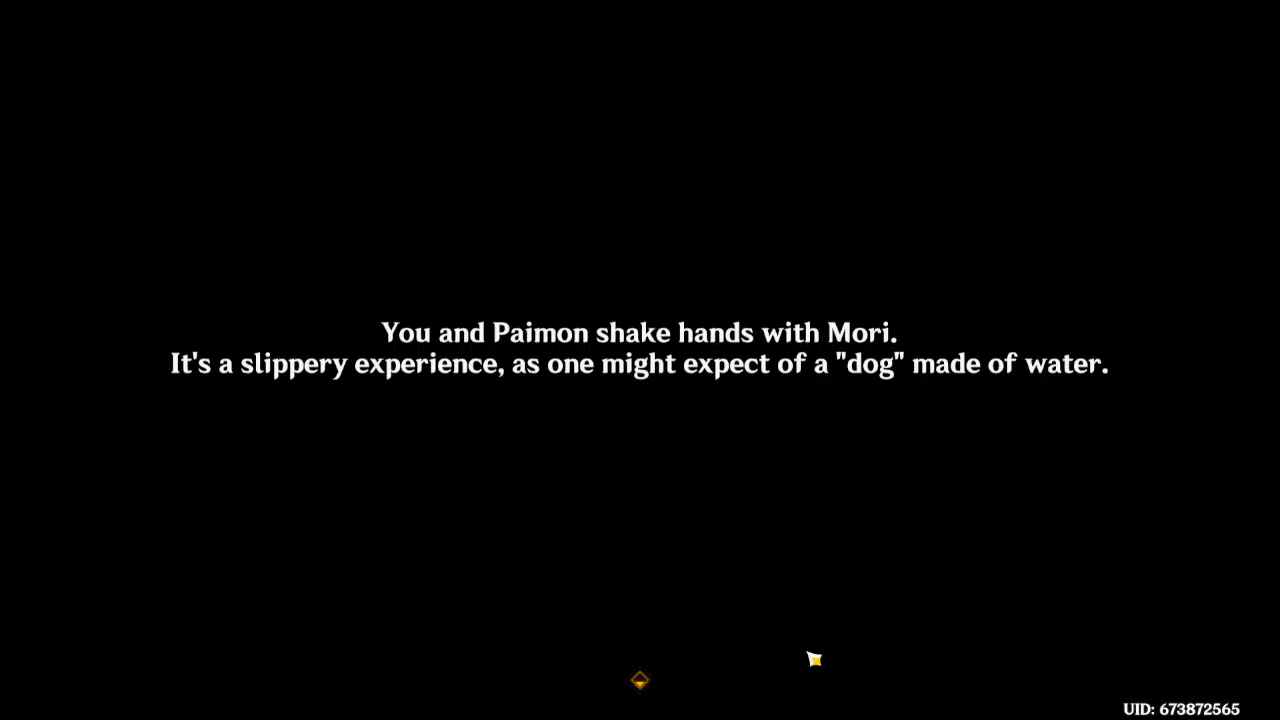 You and Paimon shake hands with Mori.
It's a slippery experience, as one might expect of a "dog" made of water.
UID: 673872565